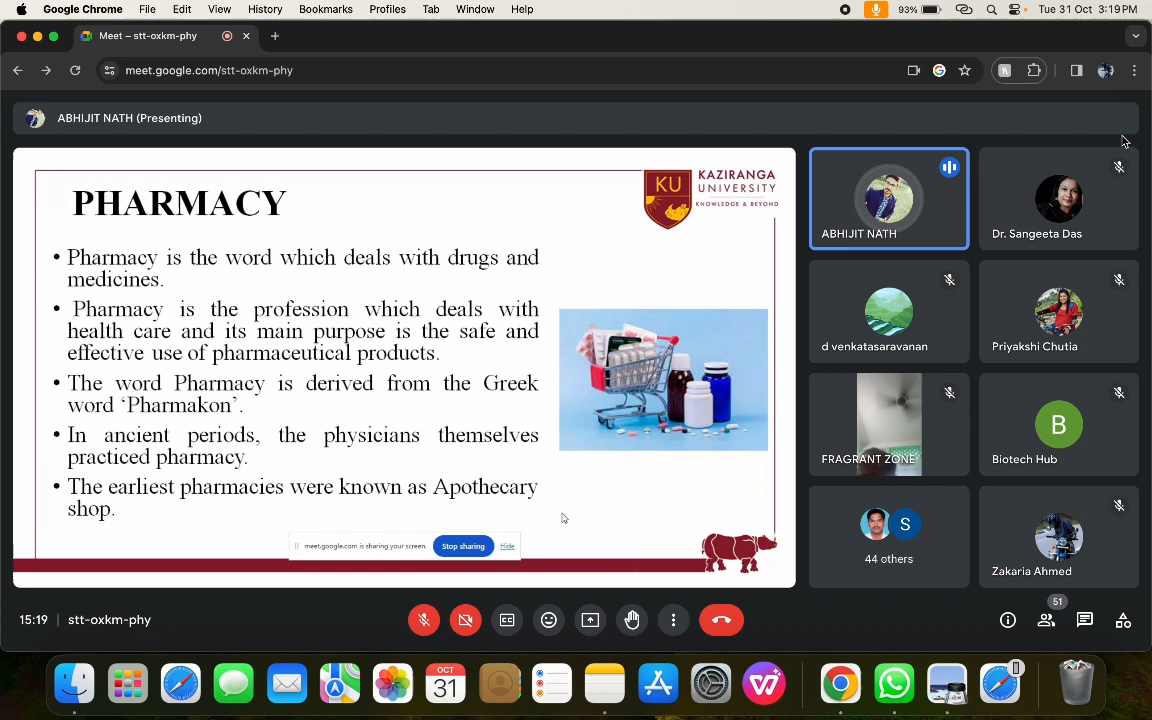 Google Chrome File Edit View History Bookmarks Profiles Tab Window Help 93% Tue 31 Oct 3:19 PM
Meet – stt-oxkm-phy
meet.google.com/stt-oxkm-phy
ABHIJIT NATH (Presenting)
PHARMACY
KU
KAZIRANGA
UNIVERSITY
KNOWLEDGE & BEYOND
• Pharmacy is the word which deals with drugs and
medicines.
• Pharmacy is the profession which deals with
health care and its main purpose is the safe and
effective use of pharmaceutical products.
• The word Pharmacy is derived from the Greek
word ‘Pharmakon’.
• In ancient periods, the physicians themselves
practiced pharmacy.
• The earliest pharmacies were known as Apothecary
shop.
meet.google.com is sharing your screen. Stop sharing Hide
ABHIJIT NATH
Dr. Sangeeta Das
d venkatasaravanan
Priyakshi Chutia
FRAGRANT ZONE
B
Biotech Hub
S
44 others
Zakaria Ahmed
15:19 | stt-oxkm-phy
51
OCT
31